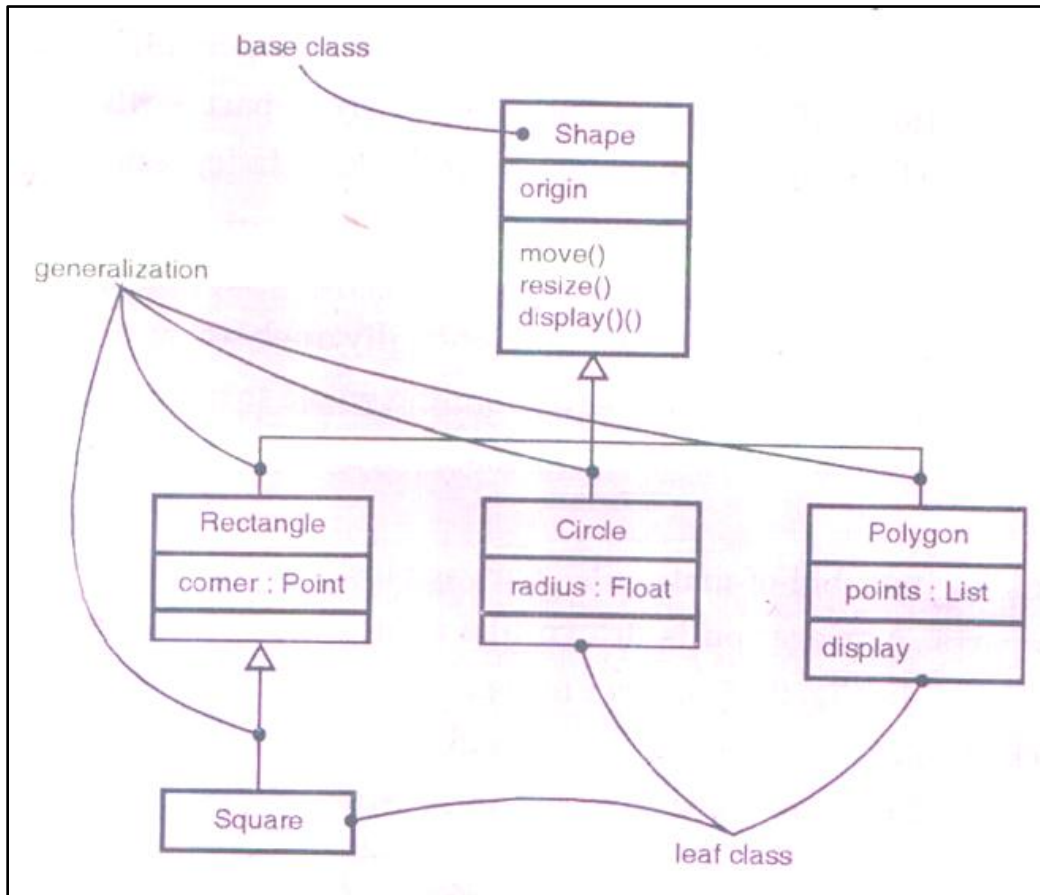 base class
Shape
origin
move()
resize()
display()()
generalization
Rectangle
corner : Point
Circle
radius : Float
Polygon
points : List
display
Square
leaf class